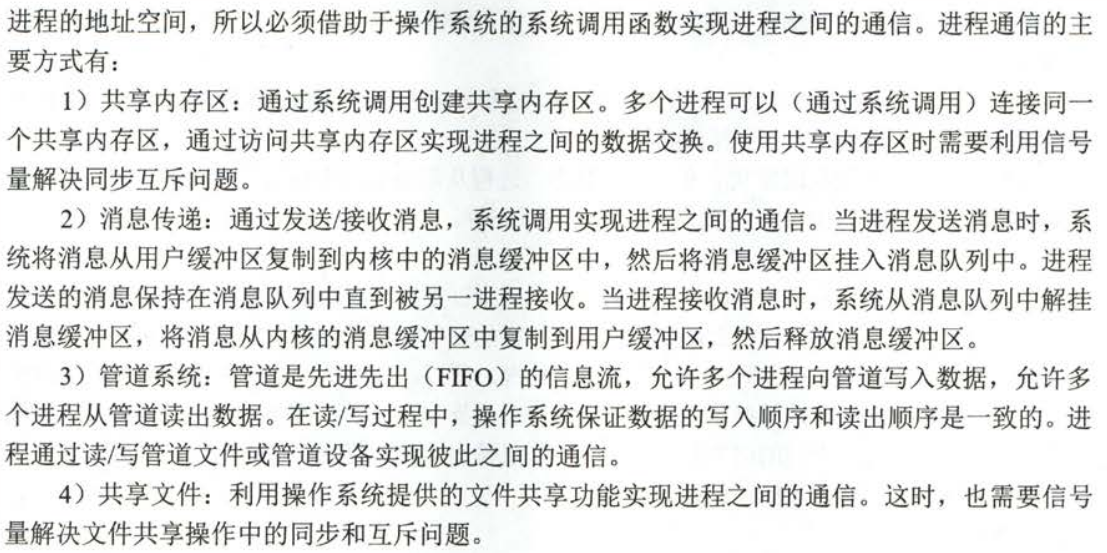 进程的地址空间，所以必须借助于操作系统的系统调用函数实现进程之间的通信。进程通信的主
要方式有：
1）共享内存区：通过系统调用创建共享内存区。多个进程可以（通过系统调用）连接同一
个共享内存区，通过访问共享内存区实现进程之间的数据交换。使用共享内存区时需要利用信号
量解决同步互斥问题。
2）消息传递：通过发送/接收消息，系统调用实现进程之间的通信。当进程发送消息时，系
统将消息从用户缓冲区复制到内核中的消息缓冲区中，然后将消息缓冲区挂入消息队列中。进程
发送的消息保持在消息队列中直到被另一进程接收。当进程接收消息时，系统从消息队列中解挂
消息缓冲区，将消息从内核的消息缓冲区中复制到用户缓冲区，然后释放消息缓冲区。
3）管道系统：管道是先进先出（FIFO）的信息流，允许多个进程向管道写入数据，允许多
个进程从管道读出数据。在读/写过程中，操作系统保证数据的写入顺序和读出顺序是一致的。进
程通过读/写管道文件或管道设备实现彼此之间的通信。
4）共享文件：利用操作系统提供的文件共享功能实现进程之间的通信。这时，也需要信号
量解决文件共享操作中的同步和互斥问题。